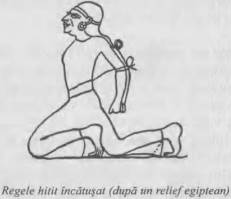 Regele hitit încătușat (după un relief egiptean)